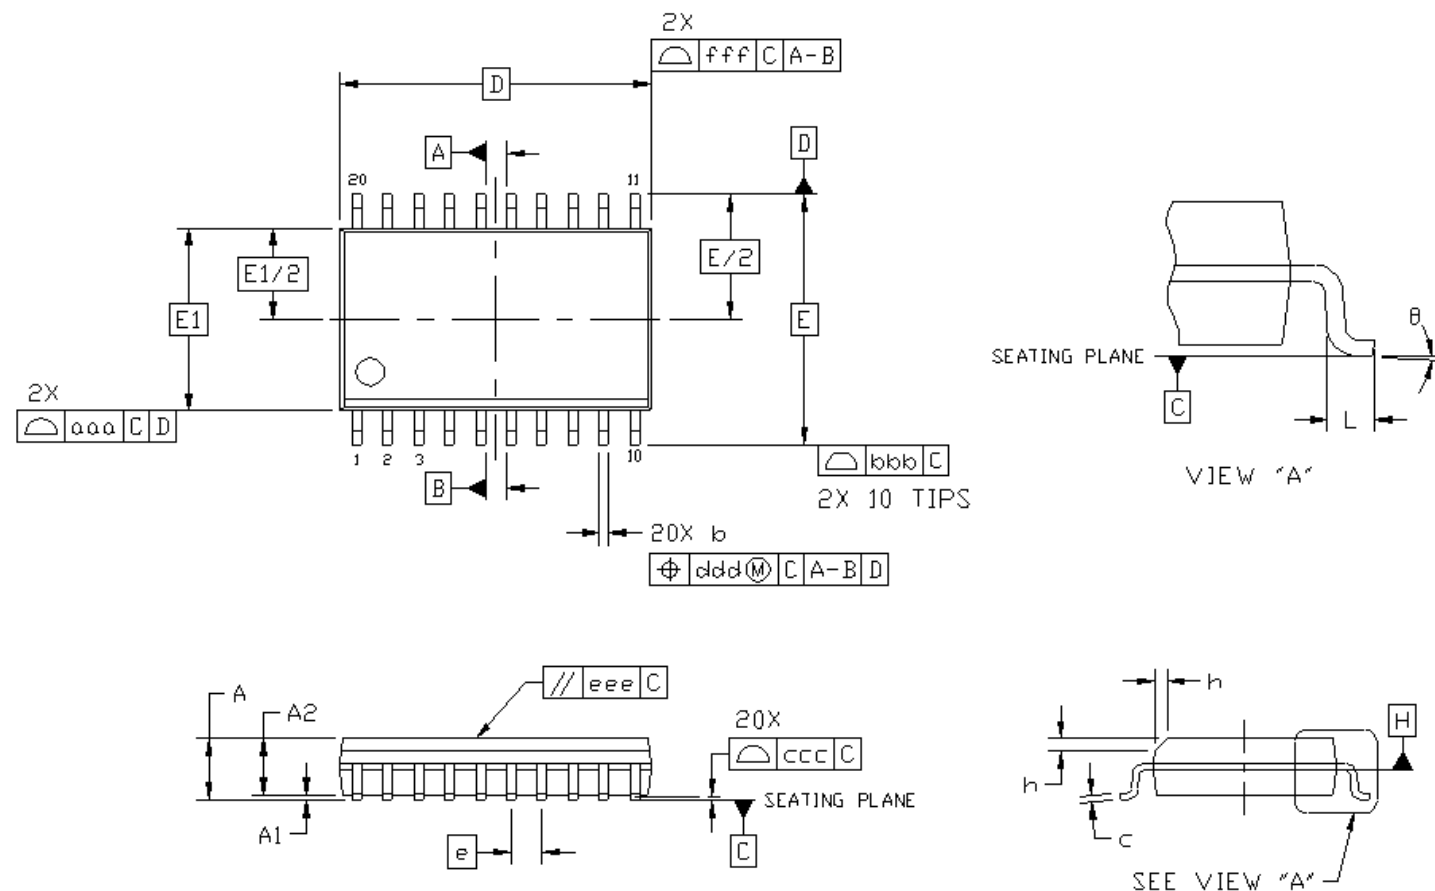 2X
⌓ fff C A-B
D
A
D
20
11
E1/2
E/2
E1
E
2X
⌓ aaa C D
1 2 3 10
B
⌓ bbb C
2X 10 TIPS
20X b
⌖ ddd Ⓜ C A-B D
θ
SEATING PLANE
C
L
VIEW "A"
// eee C
A
A2
20X
⌓ ccc C
SEATING PLANE
A1
e
C
h
H
h
c
SEE VIEW "A"